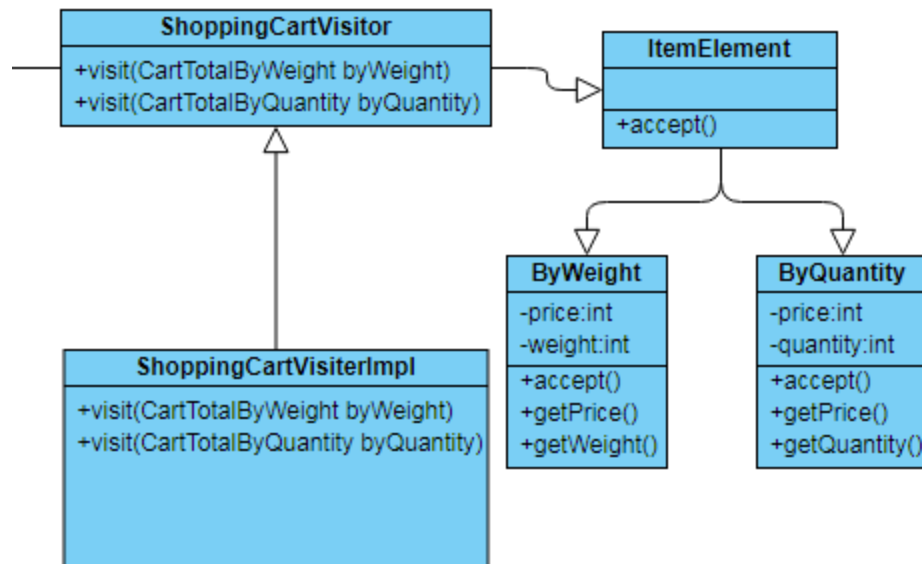 ShoppingCartVisitor
+visit(CartTotalByWeight byWeight)
+visit(CartTotalByQuantity byQuantity)
ItemElement
+accept()
ByWeight
-price:int
-weight:int
+accept()
+getPrice()
+getWeight()
ByQuantity
-price:int
-quantity:int
+accept()
+getPrice()
+getQuantity()
ShoppingCartVisiterImpl
+visit(CartTotalByWeight byWeight)
+visit(CartTotalByQuantity byQuantity)